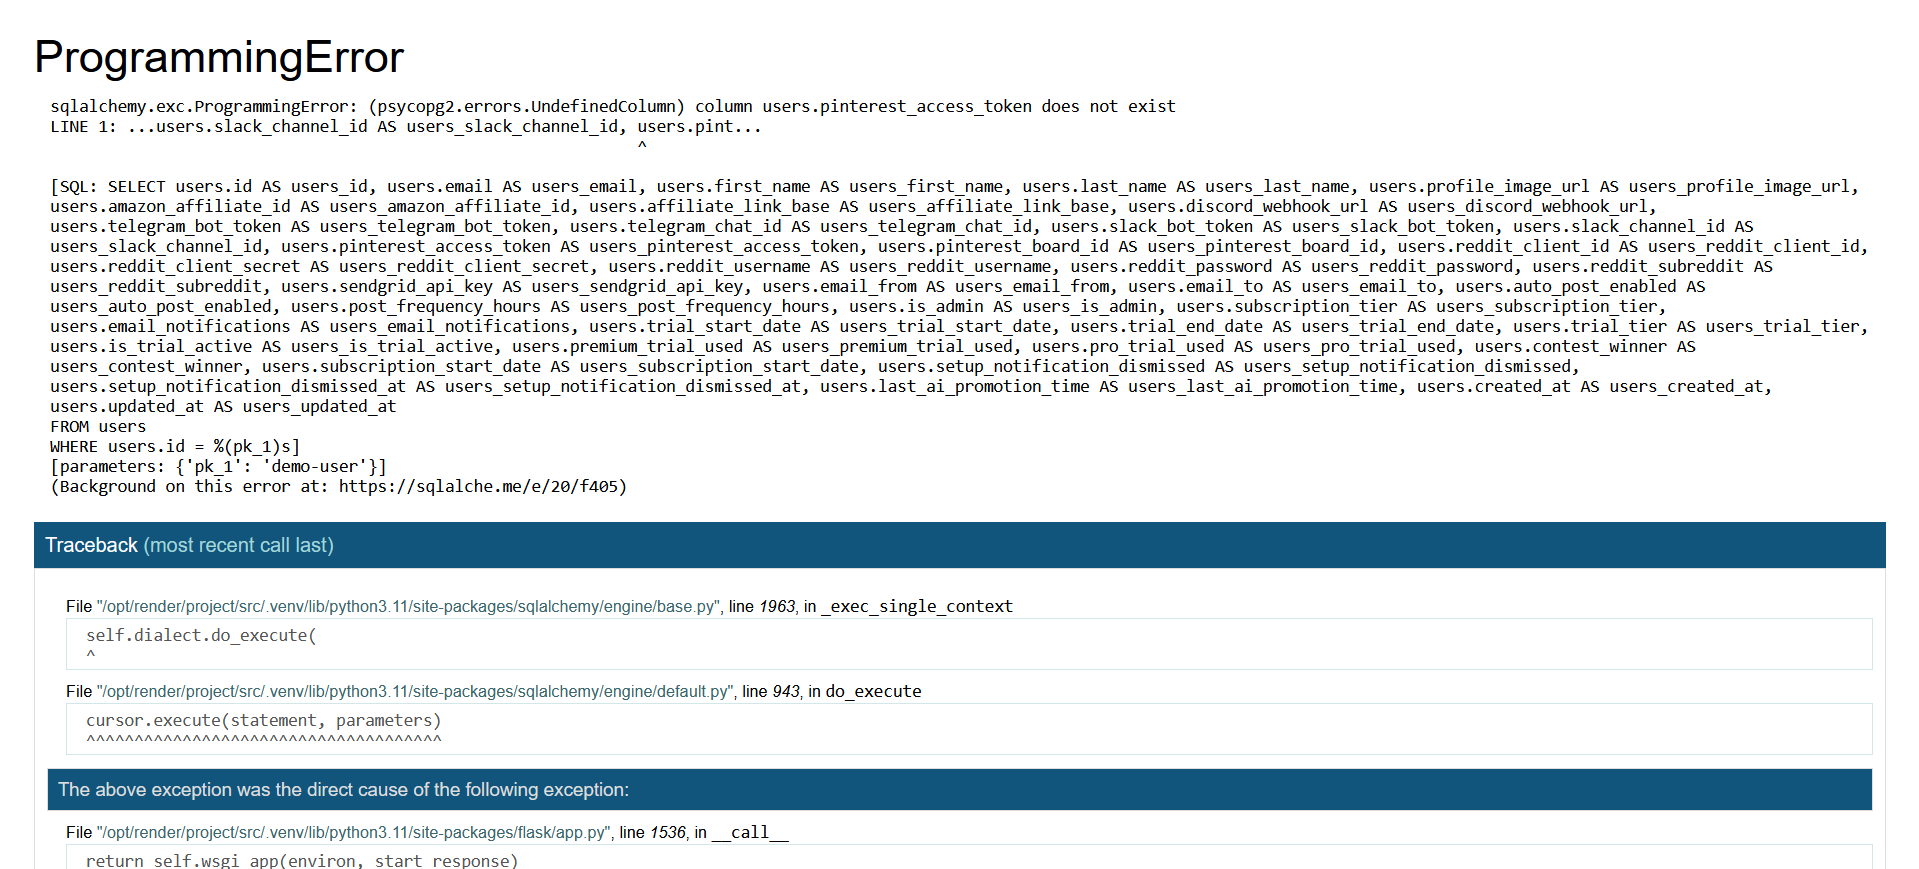 ProgrammingError
sqlalchemy.exc.ProgrammingError: (psycopg2.errors.UndefinedColumn) column users.pinterest_access_token does not exist
LINE 1: ...users.slack_channel_id AS users_slack_channel_id, users.pint...
^
[SQL: SELECT users.id AS users_id, users.email AS users_email, users.first_name AS users_first_name, users.last_name AS users_last_name, users.profile_image_url AS users_profile_image_url,
users.amazon_affiliate_id AS users_amazon_affiliate_id, users.affiliate_link_base AS users_affiliate_link_base, users.discord_webhook_url AS users_discord_webhook_url,
users.telegram_bot_token AS users_telegram_bot_token, users.telegram_chat_id AS users_telegram_chat_id, users.slack_bot_token AS users_slack_bot_token, users.slack_channel_id AS
users_slack_channel_id, users.pinterest_access_token AS users_pinterest_access_token, users.pinterest_board_id AS users_pinterest_board_id, users.reddit_client_id AS users_reddit_client_id,
users.reddit_client_secret AS users_reddit_client_secret, users.reddit_username AS users_reddit_username, users.reddit_password AS users_reddit_password, users.reddit_subreddit AS
users_reddit_subreddit, users.sendgrid_api_key AS users_sendgrid_api_key, users.email_from AS users_email_from, users.email_to AS users_email_to, users.auto_post_enabled AS
users_auto_post_enabled, users.post_frequency_hours AS users_post_frequency_hours, users.is_admin AS users_is_admin, users.subscription_tier AS users_subscription_tier,
users.email_notifications AS users_email_notifications, users.trial_start_date AS users_trial_start_date, users.trial_end_date AS users_trial_end_date, users.trial_tier AS users_trial_tier,
users.is_trial_active AS users_is_trial_active, users.premium_trial_used AS users_premium_trial_used, users.pro_trial_used AS users_pro_trial_used, users.contest_winner AS
users_contest_winner, users.subscription_start_date AS users_subscription_start_date, users.setup_notification_dismissed AS users_setup_notification_dismissed,
users.setup_notification_dismissed_at AS users_setup_notification_dismissed_at, users.last_ai_promotion_time AS users_last_ai_promotion_time, users.created_at AS users_created_at,
users.updated_at AS users_updated_at
FROM users
WHERE users.id = %(pk_1)s]
[parameters: {'pk_1': 'demo-user'}]
(Background on this error at: https://sqlalche.me/e/20/f405)
Traceback (most recent call last)
File "/opt/render/project/src/.venv/lib/python3.11/site-packages/sqlalchemy/engine/base.py", line 1963, in _exec_single_context
self.dialect.do_execute(
^
File "/opt/render/project/src/.venv/lib/python3.11/site-packages/sqlalchemy/engine/default.py", line 943, in do_execute
cursor.execute(statement, parameters)
^^^^^^^^^^^^^^^^^^^^^^^^^^^^^^^^^^^^^
The above exception was the direct cause of the following exception:
File "/opt/render/project/src/.venv/lib/python3.11/site-packages/flask/app.py", line 1536, in __call__
return self.wsgi_app(environ, start_response)